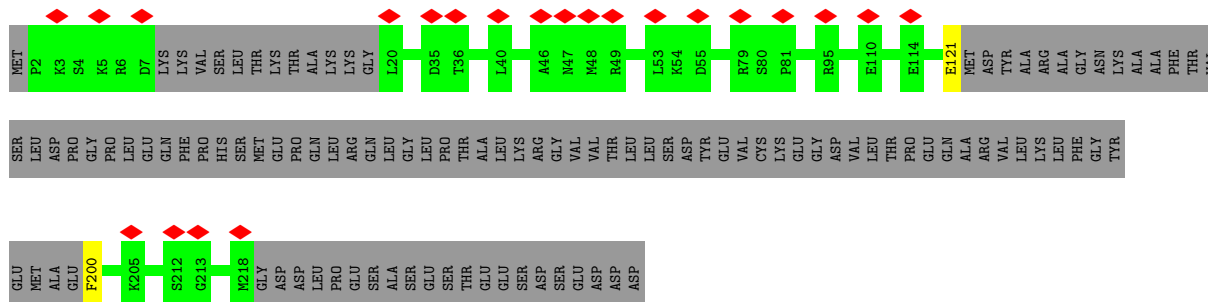 MET P2 K3 S4 K5 R6 D7 LYS LYS VAL SER LEU THR LYS THR ALA LYS LYS GLY L20 D35 T36 L40 A46 N47 M48 R49 L53 K54 D55 R79 S80 P81 R95 E110 E114 E121 MET ASP TYR ALA ARG ALA GLY ASN LYS ALA ALA PHE THR
SER LEU ASP PRO GLY PRO LEU GLU GLN PHE PRO HIS SER MET GLU PRO GLN LEU ARG GLN LEU GLY LEU PRO THR ALA LEU LYS ARG GLY VAL VAL THR LEU LEU SER ASP TYR GLU VAL CYS LYS GLU GLY ASP VAL LEU THR PRO GLU GLN ALA ARG VAL LEU LYS LEU PHE GLY TYR
GLU MET ALA GLU F200 K205 S212 G213 M218 GLY ASP ASP LEU PRO GLU SER ALA SER GLU SER THR GLU GLU SER ASP SER GLU ASP ASP ASP